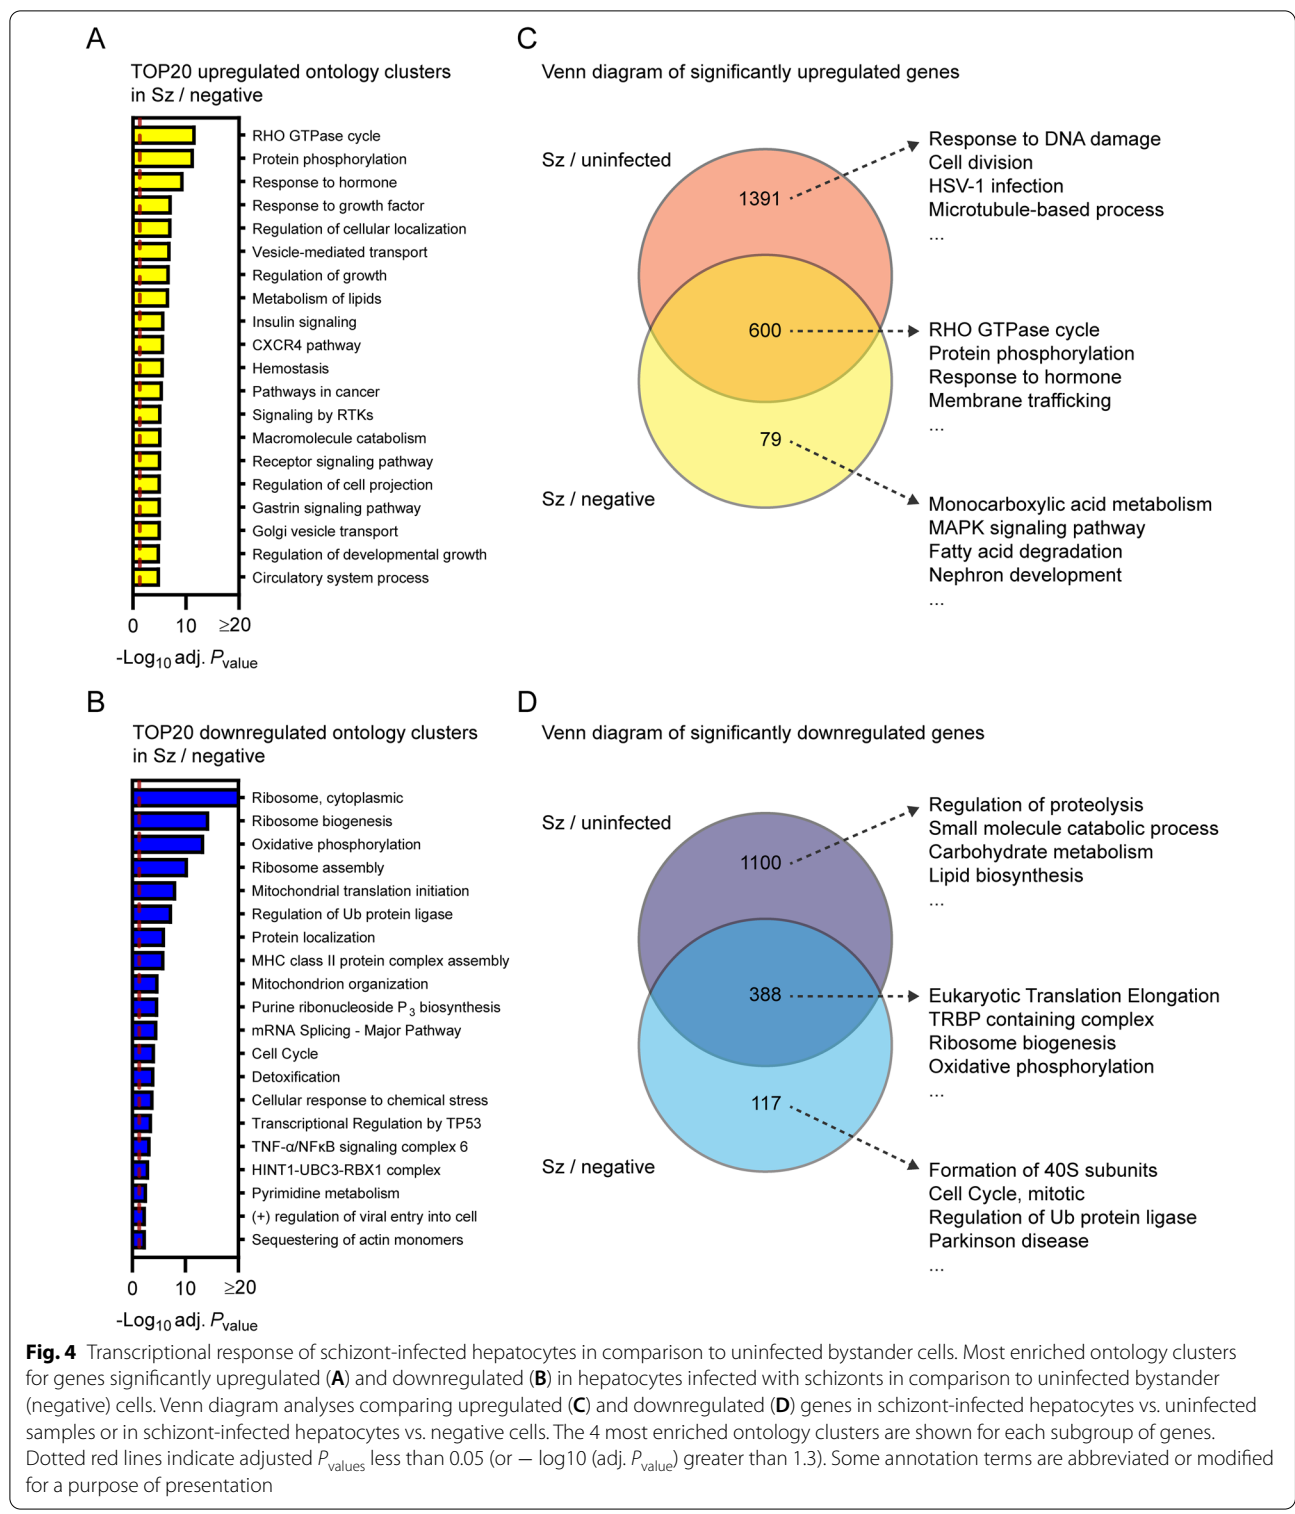 A
TOP20 upregulated ontology clusters
in Sz / negative
RHO GTPase cycle
Protein phosphorylation
Response to hormone
Response to growth factor
Regulation of cellular localization
Vesicle-mediated transport
Regulation of growth
Metabolism of lipids
Insulin signaling
CXCR4 pathway
Hemostasis
Pathways in cancer
Signaling by RTKs
Macromolecule catabolism
Receptor signaling pathway
Regulation of cell projection
Gastrin signaling pathway
Golgi vesicle transport
Regulation of developmental growth
Circulatory system process
0 10 ≥20
-Log10 adj. Pvalue
C
Venn diagram of significantly upregulated genes
Sz / uninfected
1391
600
79
Sz / negative
Response to DNA damage
Cell division
HSV-1 infection
Microtubule-based process
...
RHO GTPase cycle
Protein phosphorylation
Response to hormone
Membrane trafficking
...
Monocarboxylic acid metabolism
MAPK signaling pathway
Fatty acid degradation
Nephron development
...
B
TOP20 downregulated ontology clusters
in Sz / negative
Ribosome, cytoplasmic
Ribosome biogenesis
Oxidative phosphorylation
Ribosome assembly
Mitochondrial translation initiation
Regulation of Ub protein ligase
Protein localization
MHC class II protein complex assembly
Mitochondrion organization
Purine ribonucleoside P3 biosynthesis
mRNA Splicing - Major Pathway
Cell Cycle
Detoxification
Cellular response to chemical stress
Transcriptional Regulation by TP53
TNF-α/NFκB signaling complex 6
HINT1-UBC3-RBX1 complex
Pyrimidine metabolism
(+) regulation of viral entry into cell
Sequestering of actin monomers
0 10 ≥20
-Log10 adj. Pvalue
D
Venn diagram of significantly downregulated genes
Sz / uninfected
1100
388
117
Sz / negative
Regulation of proteolysis
Small molecule catabolic process
Carbohydrate metabolism
Lipid biosynthesis
...
Eukaryotic Translation Elongation
TRBP containing complex
Ribosome biogenesis
Oxidative phosphorylation
...
Formation of 40S subunits
Cell Cycle, mitotic
Regulation of Ub protein ligase
Parkinson disease
...
Fig. 4 Transcriptional response of schizont-infected hepatocytes in comparison to uninfected bystander cells. Most enriched ontology clusters
for genes significantly upregulated (A) and downregulated (B) in hepatocytes infected with schizonts in comparison to uninfected bystander
(negative) cells. Venn diagram analyses comparing upregulated (C) and downregulated (D) genes in schizont-infected hepatocytes vs. uninfected
samples or in schizont-infected hepatocytes vs. negative cells. The 4 most enriched ontology clusters are shown for each subgroup of genes.
Dotted red lines indicate adjusted Pvalues less than 0.05 (or − log10 (adj. Pvalue) greater than 1.3). Some annotation terms are abbreviated or modified
for a purpose of presentation